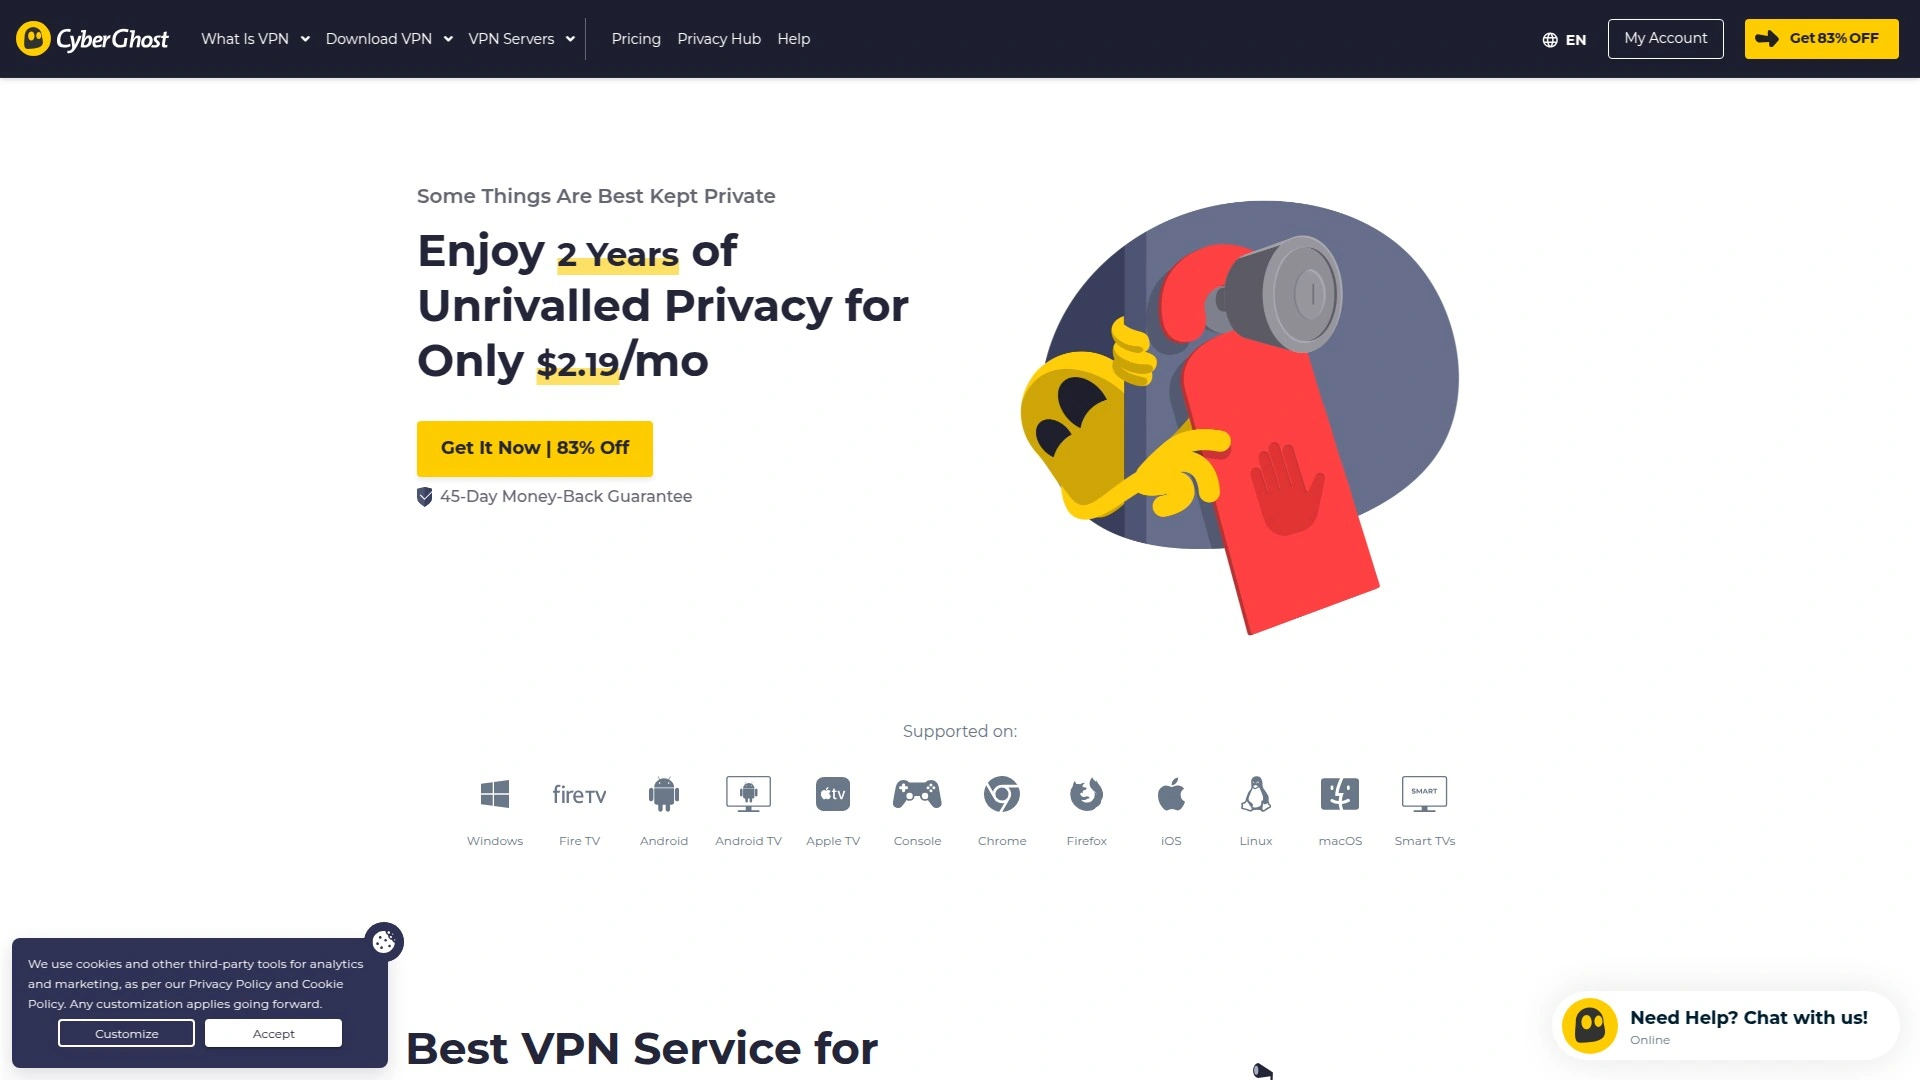 CyberGhost
What Is VPN
Download VPN
VPN Servers
Pricing
Privacy Hub
Help
EN
My Account
Get 83% OFF
Some Things Are Best Kept Private
Enjoy 2 Years of
Unrivalled Privacy for
Only $2.19/mo
Get It Now | 83% Off
45-Day Money-Back Guarantee
Supported on:
fireTV
tv
SMART
Windows
Fire TV
Android
Android TV
Apple TV
Console
Chrome
Firefox
iOS
Linux
macOS
Smart TVs
We use cookies and other third-party tools for analytics
and marketing, as per our Privacy Policy and Cookie
Policy. Any customization applies going forward.
Customize
Accept
Best VPN Service for
Need Help? Chat with us!
Online